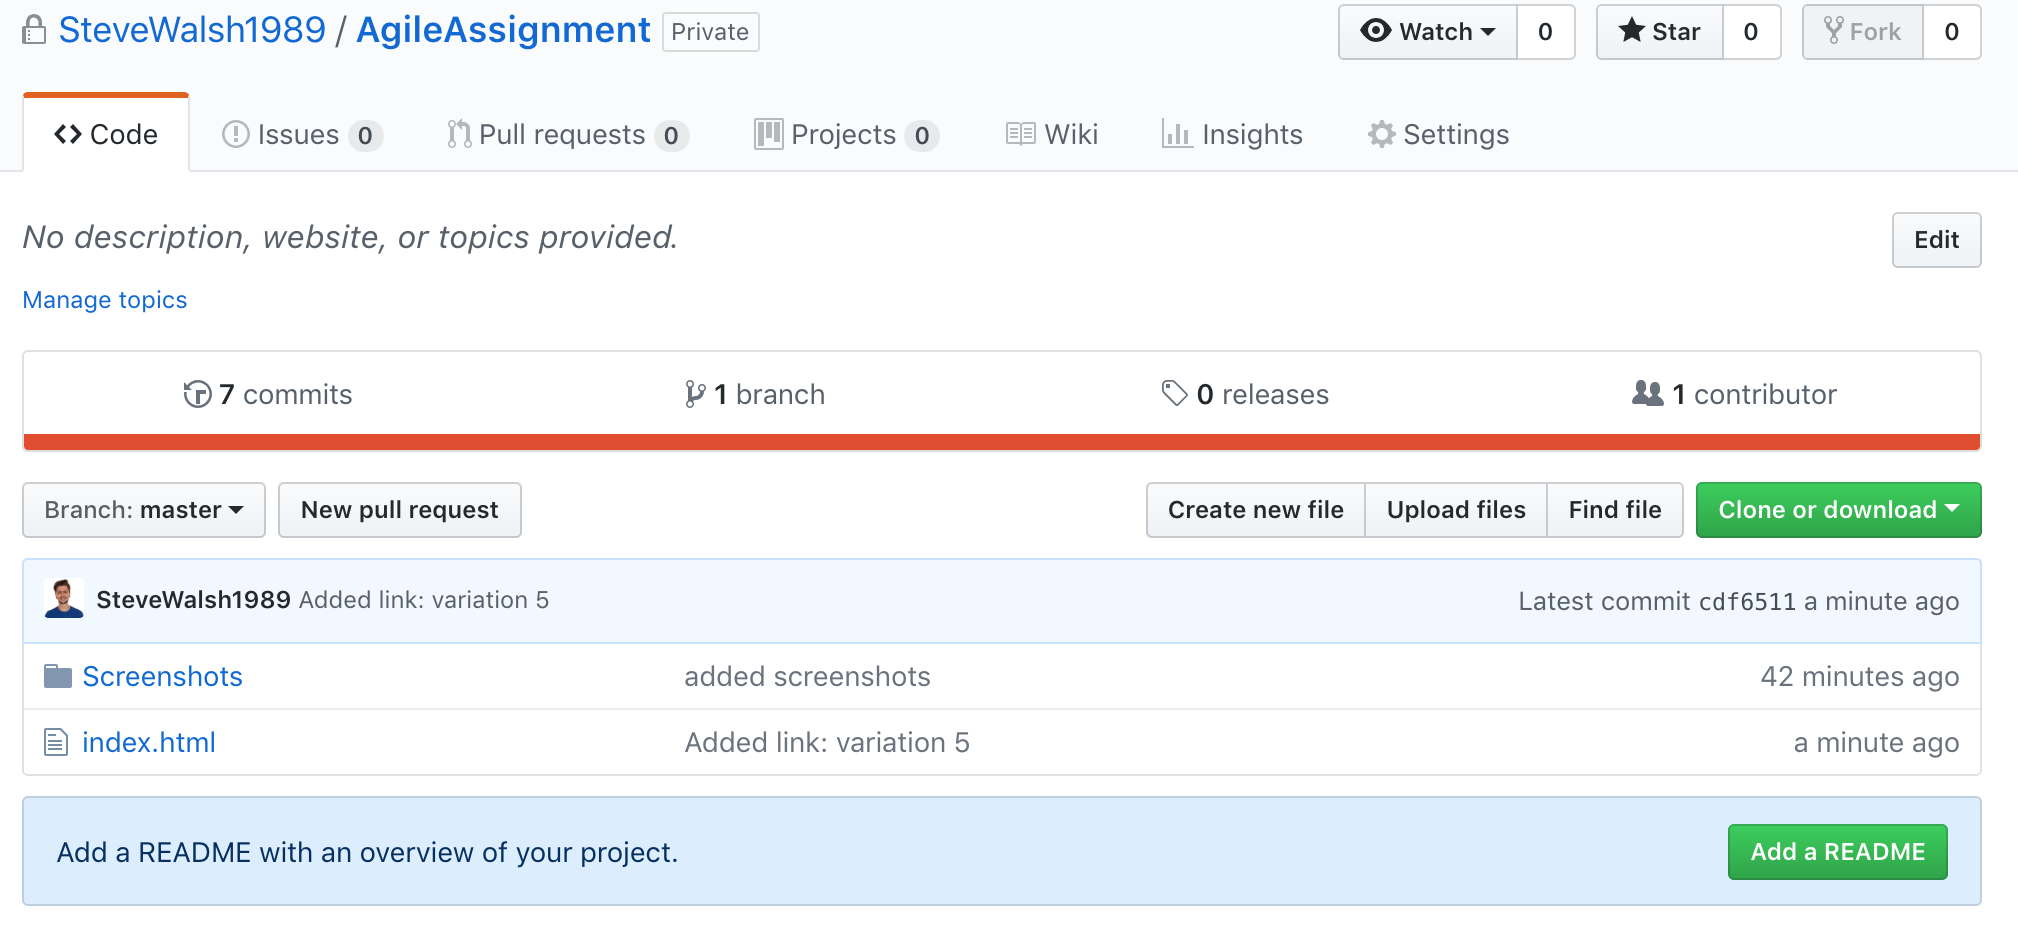 SteveWalsh1989 / AgileAssignment Private Watch 0 Star 0 Fork 0
Code Issues 0 Pull requests 0 Projects 0 Wiki Insights Settings
No description, website, or topics provided. Edit
Manage topics
7 commits 1 branch 0 releases 1 contributor
Branch: master New pull request Create new file Upload files Find file Clone or download
SteveWalsh1989 Added link: variation 5 Latest commit cdf6511 a minute ago
Screenshots added screenshots 42 minutes ago
index.html Added link: variation 5 a minute ago
Add a README with an overview of your project. Add a README